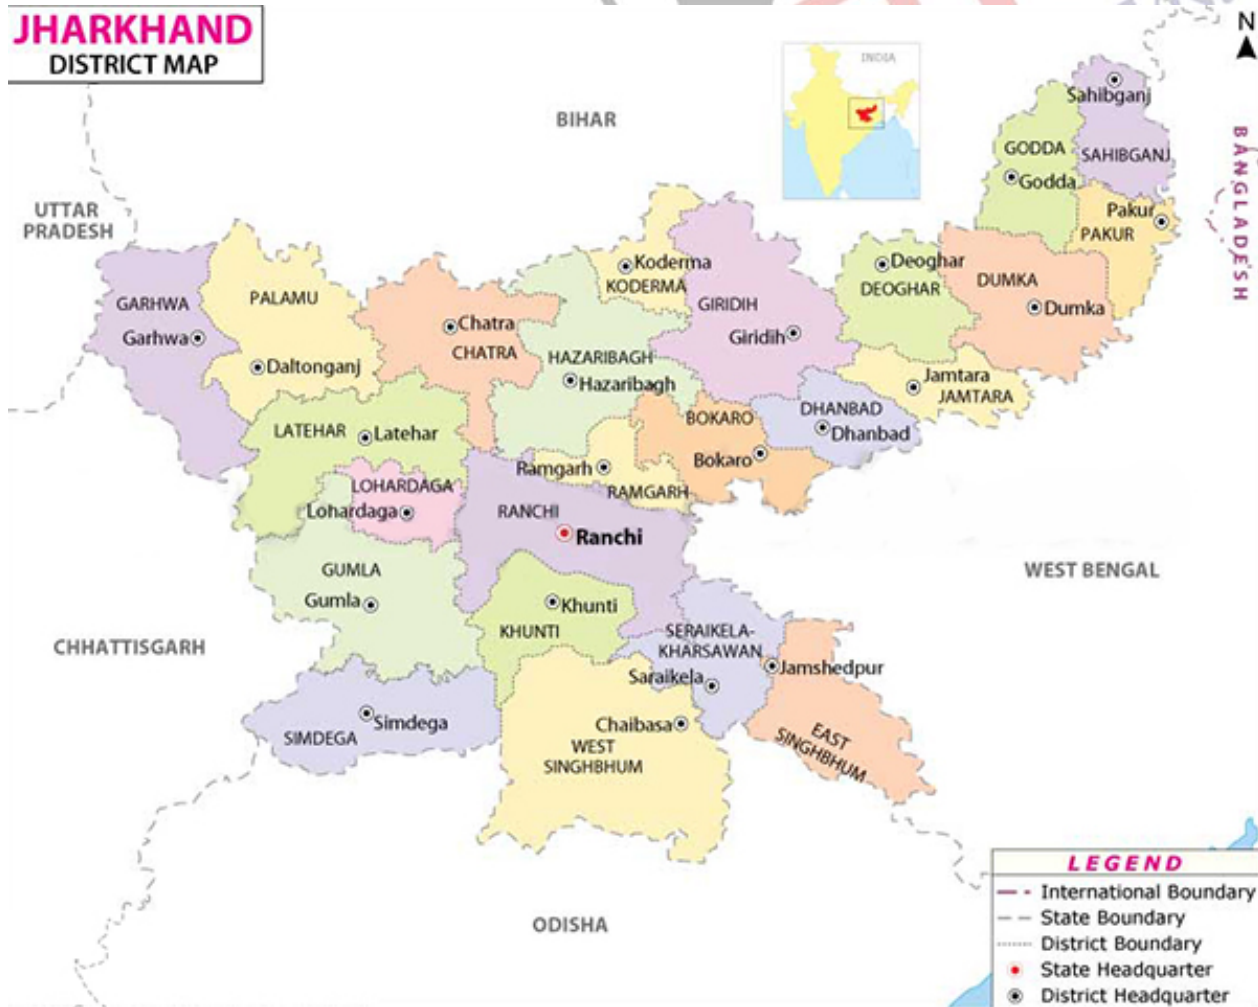 JHARKHAND
DISTRICT MAP
N
INDIA
BIHAR
UTTAR
PRADESH
BANGLADESH
Sahibganj
SAHIBGANJ
GODDA
Godda
Pakur
PAKUR
Koderma
KODERMA
Deoghar
DEOGHAR
DUMKA
Dumka
GARHWA
Garhwa
PALAMU
Daltonganj
Chatra
CHATRA
HAZARIBAGH
Hazaribagh
GIRIDIH
Giridih
Jamtara
JAMTARA
DHANBAD
Dhanbad
BOKARO
Bokaro
LATEHAR
Latehar
Ramgarh
RAMGARH
LOHARDAGA
Lohardaga
RANCHI
Ranchi
GUMLA
Gumla
Khunti
KHUNTI
WEST BENGAL
CHHATTISGARH
SERAIKELA-
KHARSAWAN
Saraikela
Jamshedpur
Simdega
SIMDEGA
Chaibasa
WEST
SINGHBHUM
EAST
SINGHBHUM
ODISHA
LEGEND
International Boundary
State Boundary
District Boundary
State Headquarter
District Headquarter